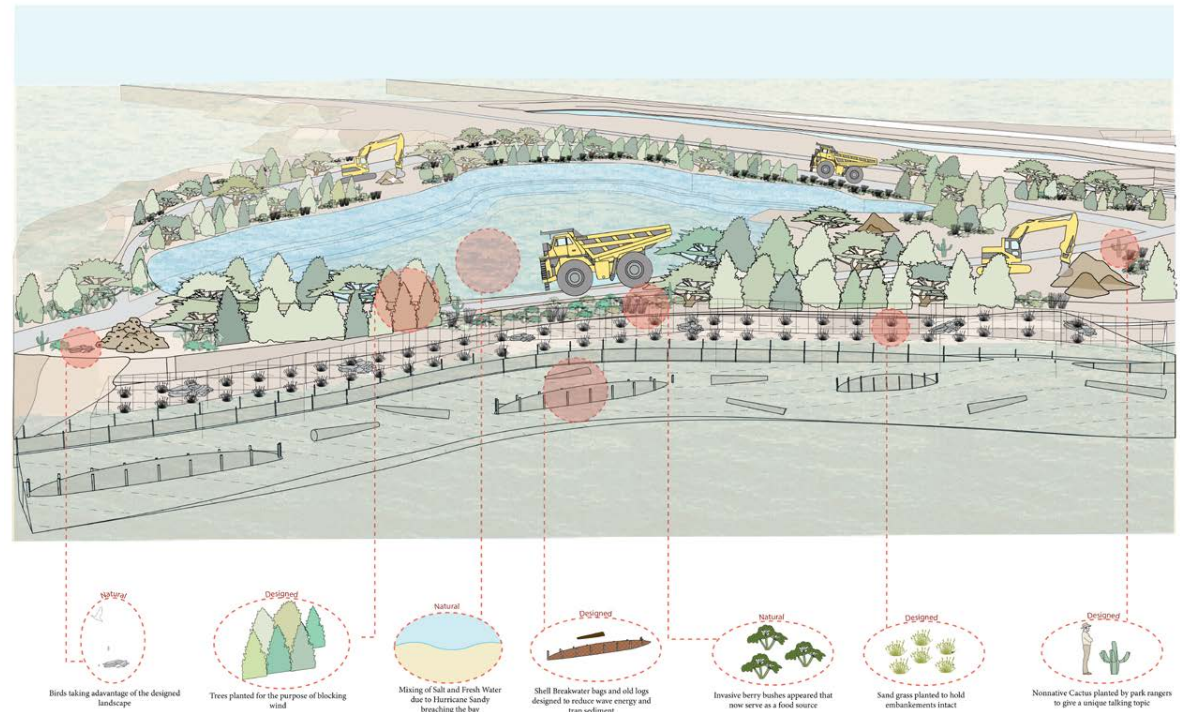 Natural
Birds taking adavantage of the designed
landscape
Designed
Trees planted for the purpose of blocking
wind
Natural
Mixing of Salt and Fresh Water
due to Hurricane Sandy
breaching the bay
Designed
Shell Breakwater bags and old logs
designed to reduce wave energy and
trap sediment
Natural
Invasive berry bushes appeared that
now serve as a food source
Designed
Sand grass planted to hold
embankments intact
Designed
Nonnative Cactus planted by park rangers
to give a unique talking topic